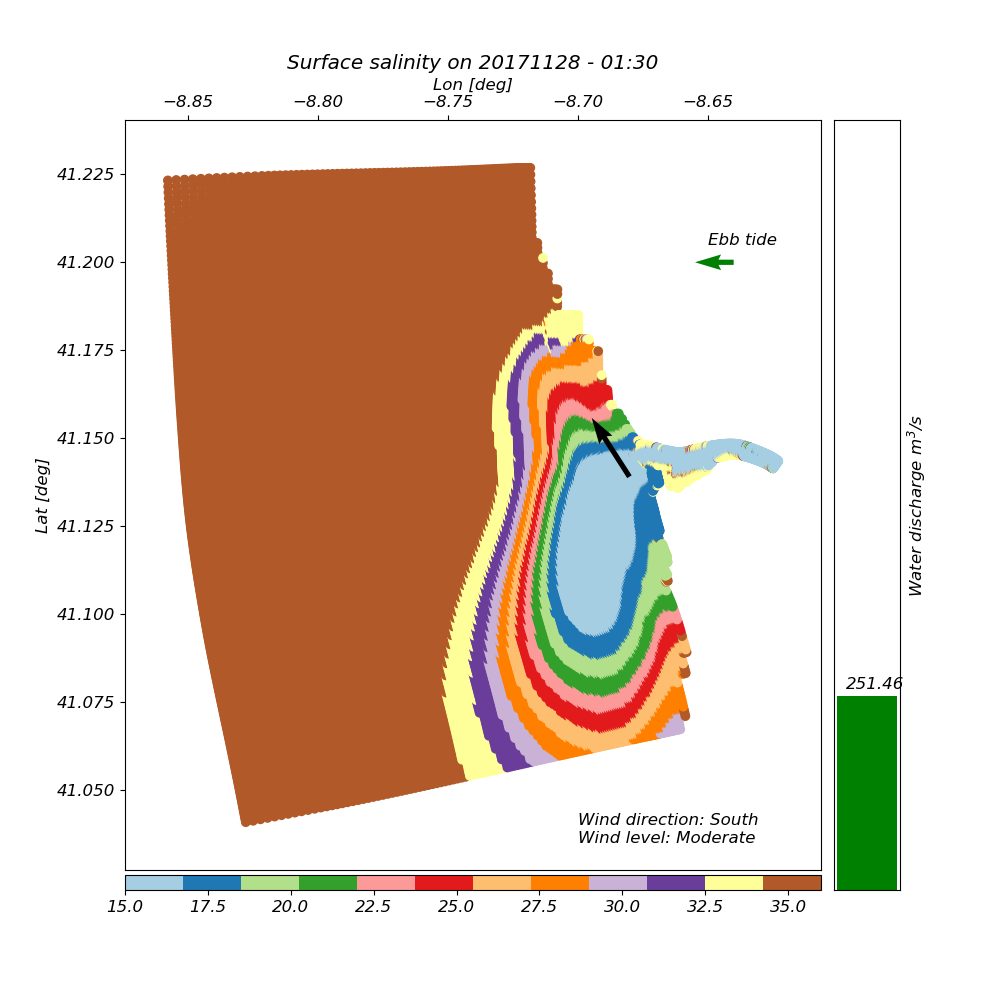 Surface salinity on 20171128 - 01:30
Lon [deg]
−8.85 −8.80 −8.75 −8.70 −8.65
41.225
41.200
41.175
41.150
41.125
41.100
41.075
41.050
Lat [deg]
Ebb tide
Wind direction: South
Wind level: Moderate
15.0 17.5 20.0 22.5 25.0 27.5 30.0 32.5 35.0
251.46
Water discharge m³/s